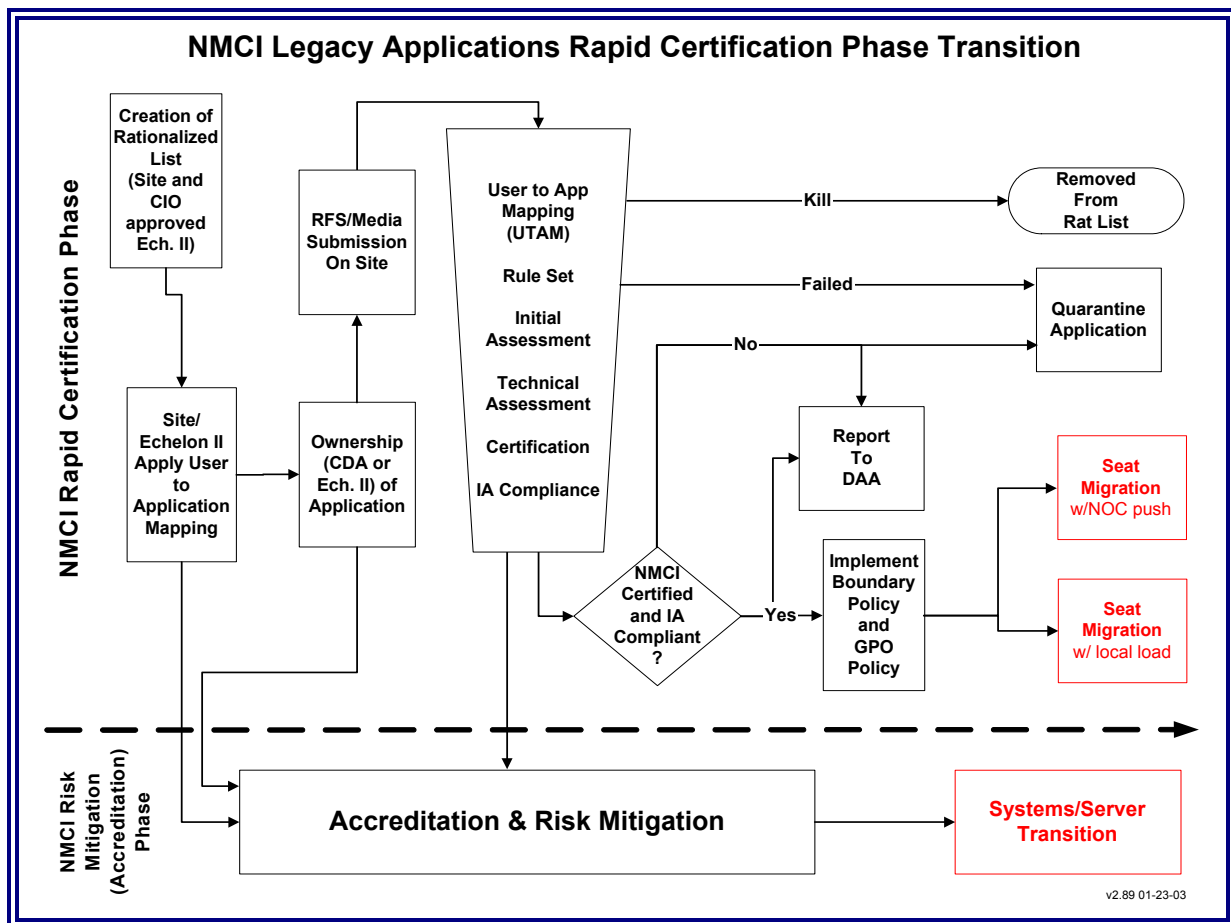 NMCI Legacy Applications Rapid Certification Phase Transition
NMCI Rapid Certification Phase
Creation of
Rationalized
List
(Site and
CIO
approved
Ech. II)
RFS/Media
Submission
On Site
Site/
Echelon II
Apply User
to
Application
Mapping
Ownership
(CDA or
Ech. II) of
Application
User to App
Mapping
(UTAM)
Rule Set
Initial
Assessment
Technical
Assessment
Certification
IA Compliance
Kill
Removed
From
Rat List
Failed
Quarantine
Application
No
Report
To
DAA
NMCI
Certified
and IA
Compliant
?
Yes
Implement
Boundary
Policy
and
GPO
Policy
Seat
Migration
w/NOC push
Seat
Migration
w/ local load
NMCI Risk
Mitigation
(Accreditation)
Phase
Accreditation & Risk Mitigation
Systems/Server
Transition
v2.89 01-23-03